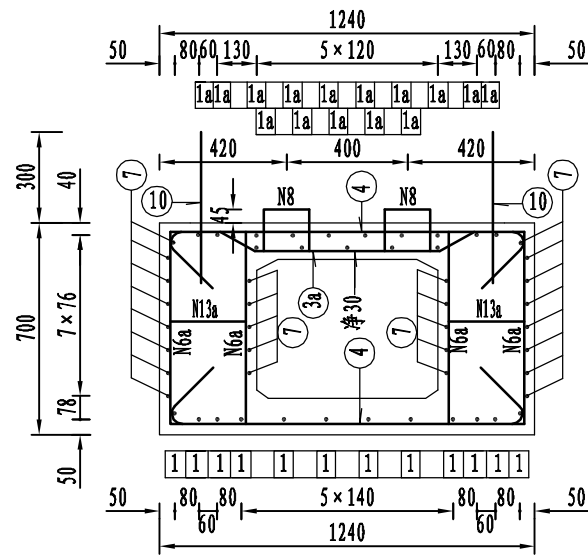 1240
50 80 60 130 5×120 130 60 80 50
1a 1a 1a 1a 1a 1a 1a 1a 1a
1a 1a 1a 1a 1a
420 400 420
300 40 7 10 45 N8 4 N8 10 7
700 7×76 78 50
N13a N13a
3a 净30
N6a N6a 7 7 N6a N6a
4
1 1 1 1 1 1 1 1 1 1 1 1
50 80 60 80 5×140 80 60 80 50
1240